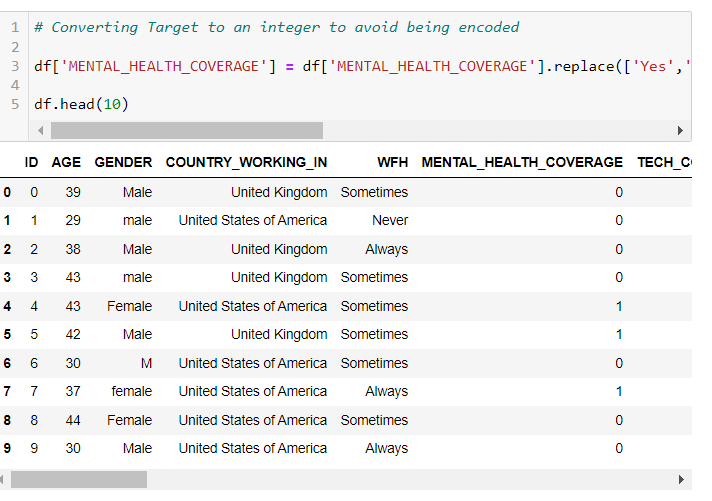 1 # Converting Target to an integer to avoid being encoded
2
3 df['MENTAL_HEALTH_COVERAGE'] = df['MENTAL_HEALTH_COVERAGE'].replace(['Yes','
4
5 df.head(10)
ID AGE GENDER COUNTRY_WORKING_IN WFH MENTAL_HEALTH_COVERAGE TECH_C
0 0 39 Male United Kingdom Sometimes 0
1 1 29 male United States of America Never 0
2 2 38 Male United Kingdom Always 0
3 3 43 male United Kingdom Sometimes 0
4 4 43 Female United States of America Sometimes 1
5 5 42 Male United Kingdom Sometimes 1
6 6 30 M United States of America Sometimes 0
7 7 37 female United States of America Always 1
8 8 44 Female United States of America Sometimes 0
9 9 30 Male United States of America Always 0